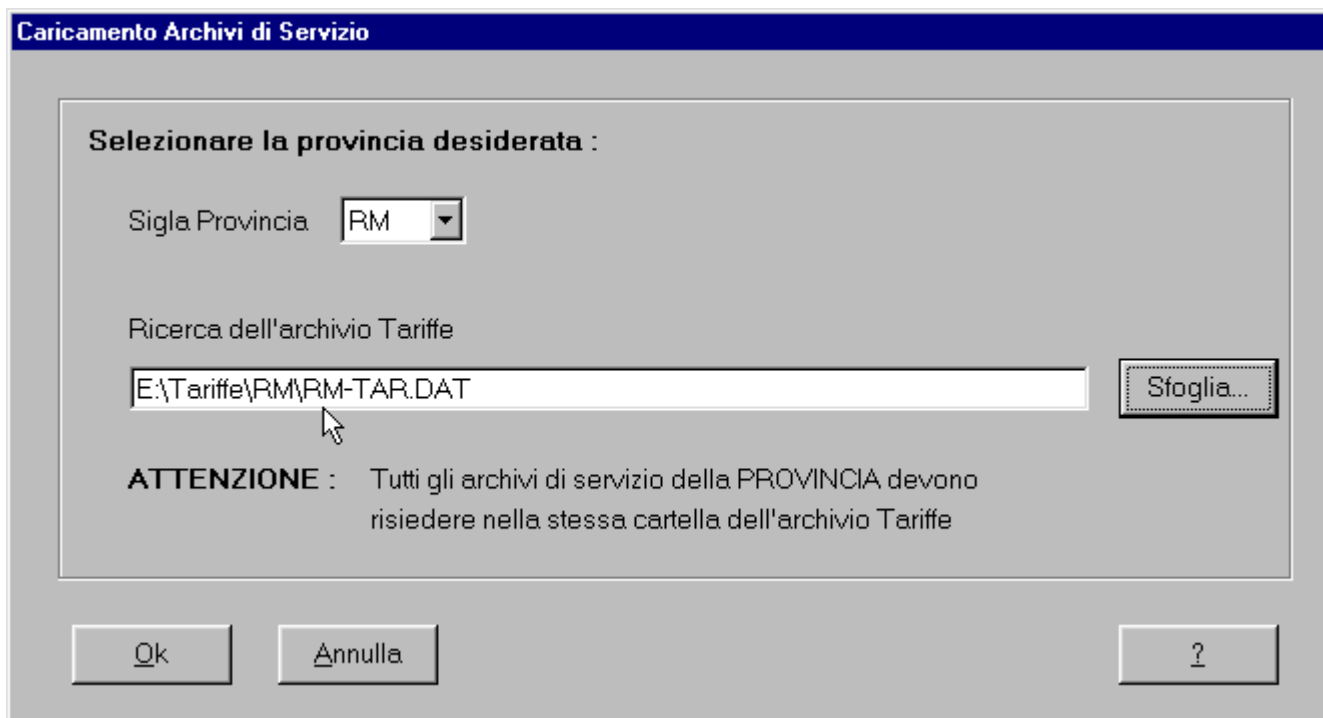 Caricamento Archivi di Servizio
Selezionare la provincia desiderata :
Sigla Provincia RM
Ricerca dell'archivio Tariffe
E:\Tariffe\RM\RM-TAR.DAT Sfoglia...
ATTENZIONE : Tutti gli archivi di servizio della PROVINCIA devono
risiedere nella stessa cartella dell'archivio Tariffe
Ok Annulla ?